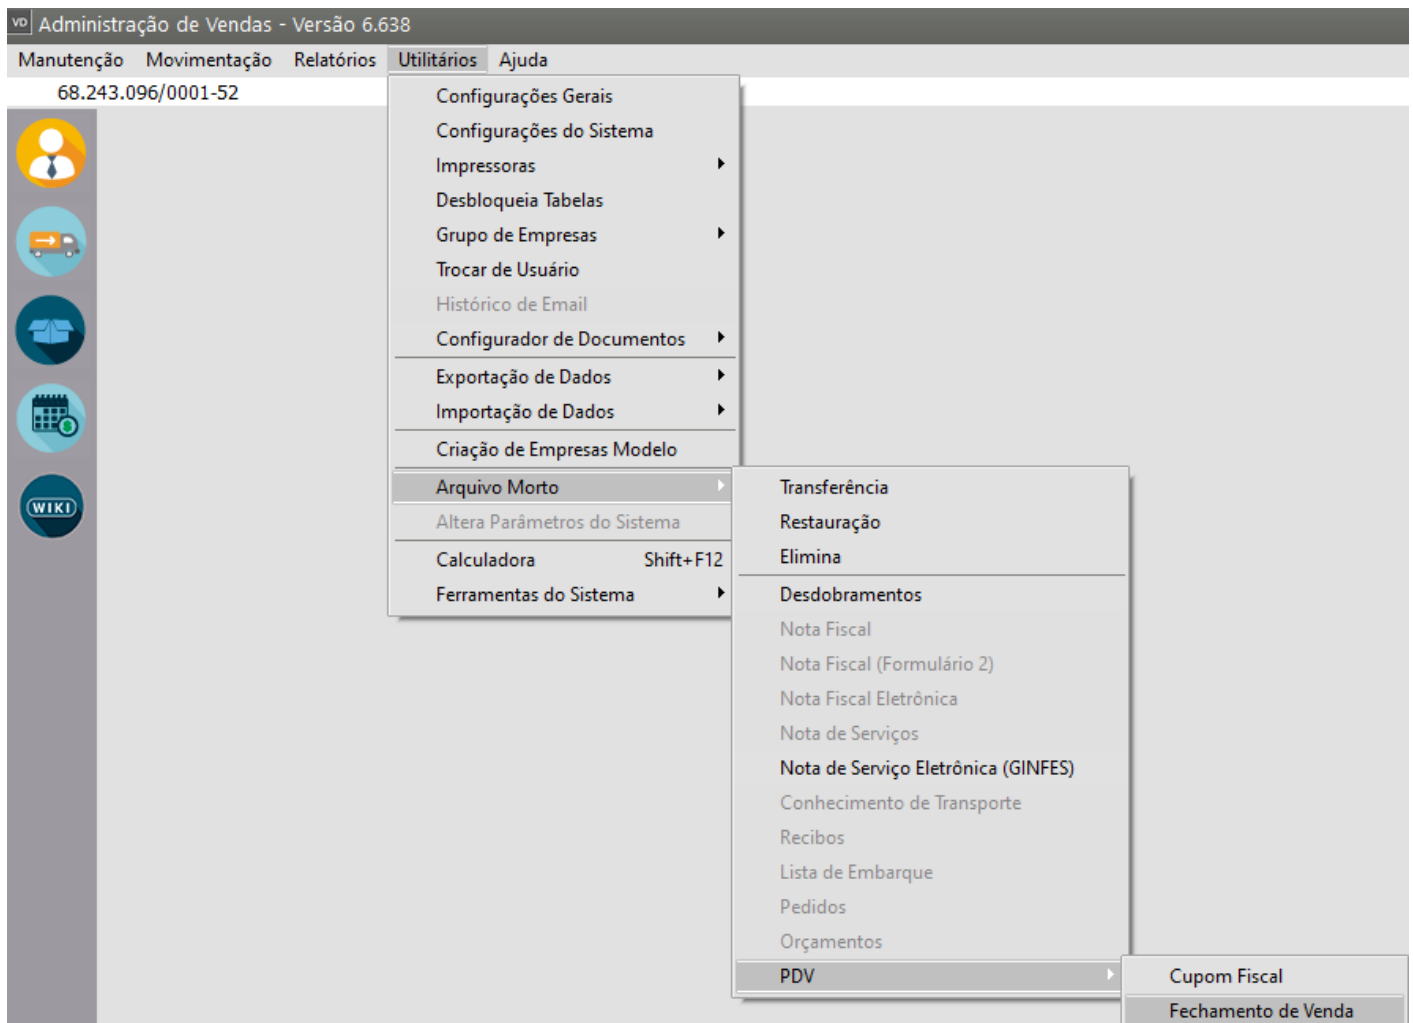 VD Administração de Vendas - Versão 6.638
Manutenção Movimentação Relatórios Utilitários Ajuda
68.243.096/0001-52
Configurações Gerais
Configurações do Sistema
Impressoras
Desbloqueia Tabelas
Grupo de Empresas
Trocar de Usuário
Histórico de Email
Configurador de Documentos
Exportação de Dados
Importação de Dados
Criação de Empresas Modelo
Arquivo Morto
Altera Parâmetros do Sistema
Calculadora Shift+F12
Ferramentas do Sistema
WIKI
Transferência
Restauração
Elimina
Desdobramentos
Nota Fiscal
Nota Fiscal (Formulário 2)
Nota Fiscal Eletrônica
Nota de Serviços
Nota de Serviço Eletrônica (GINFES)
Conhecimento de Transporte
Recibos
Lista de Embarque
Pedidos
Orçamentos
PDV
Cupom Fiscal
Fechamento de Venda